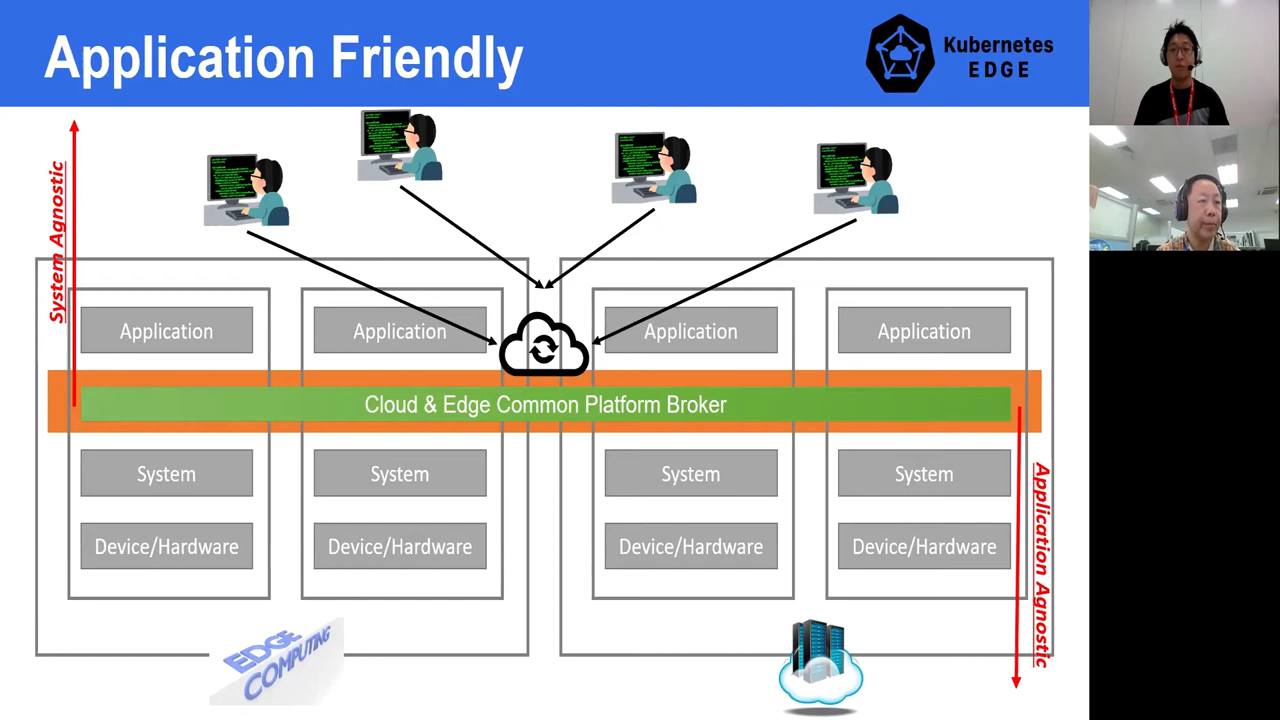 Application Friendly
Kubernetes
EDGE
System Agnostic
Application
Application
Application
Application
Cloud & Edge Common Platform Broker
System
System
System
System
Device/Hardware
Device/Hardware
Device/Hardware
Device/Hardware
Application Agnostic
EDGE
COMPUTING